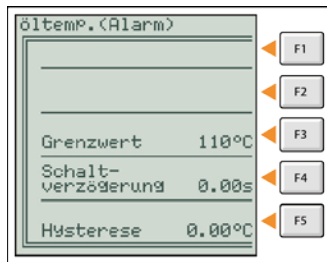 öltemp.(Alarm)
F1
F2
Grenzwert 110°C
F3
Schalt-
verzögerung 0.00s
F4
Hysterese 0.00°C
F5